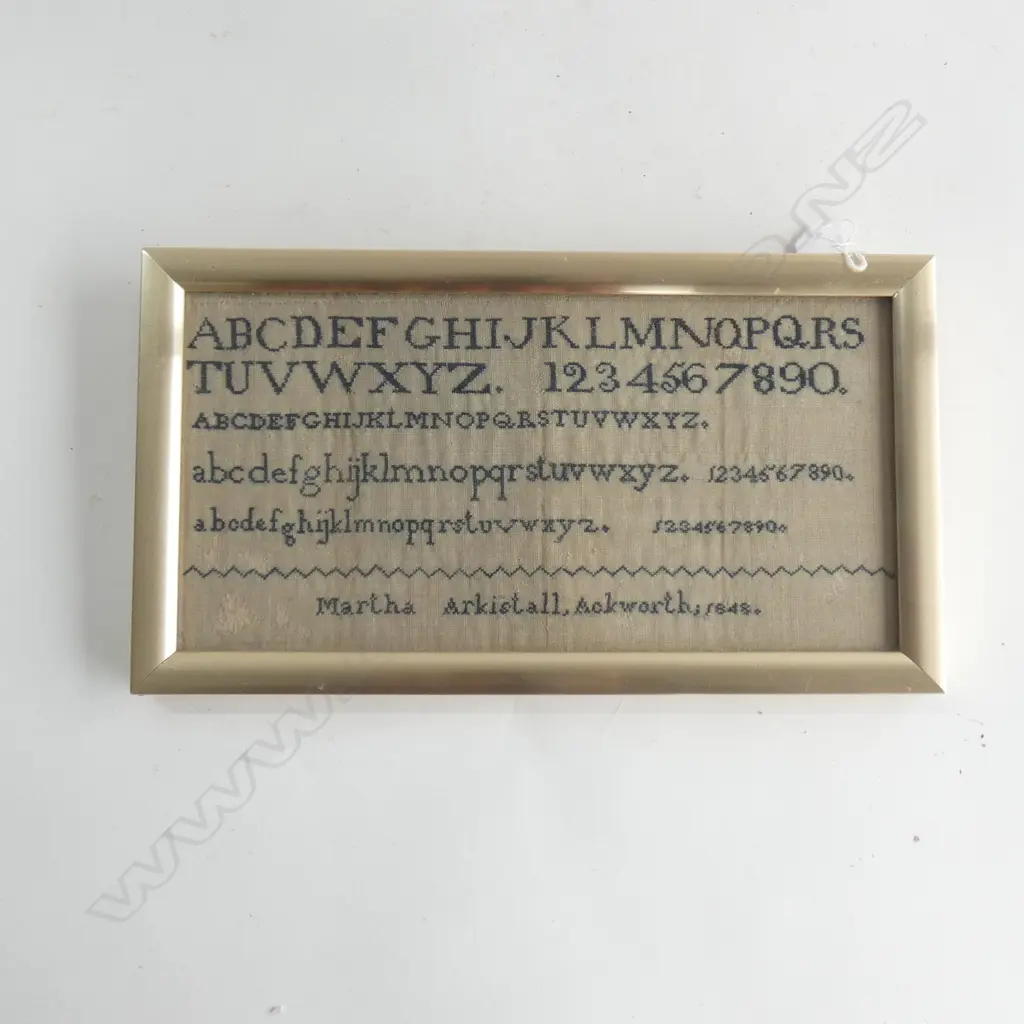 ABCDEFGHIJKLMNOPQRS
TUVWXYZ. 1234567890.
ABCDEFGHIJKLMNOPQRSTUVWXYZ.
abcdefghijklmnopqrstuvwxyz. 1234567890.
abcdefghijklmnopqrstuvwxyz. 1234567890.
Martha Arkistall, Ackworth; 1848.